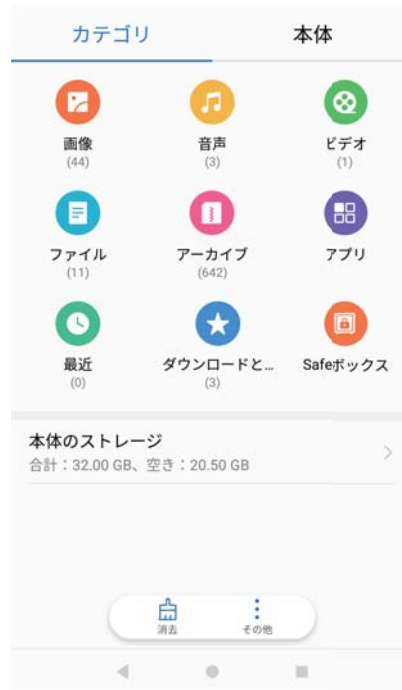 カテゴリ 本体
画像 音声 ビデオ
(44) (3) (1)
ファイル アーカイブ アプリ
(11) (642)
最近 ダウンロードと... Safeボックス
(0) (3)
本体のストレージ
合計：32.00 GB、空き：20.50 GB
消去 その他